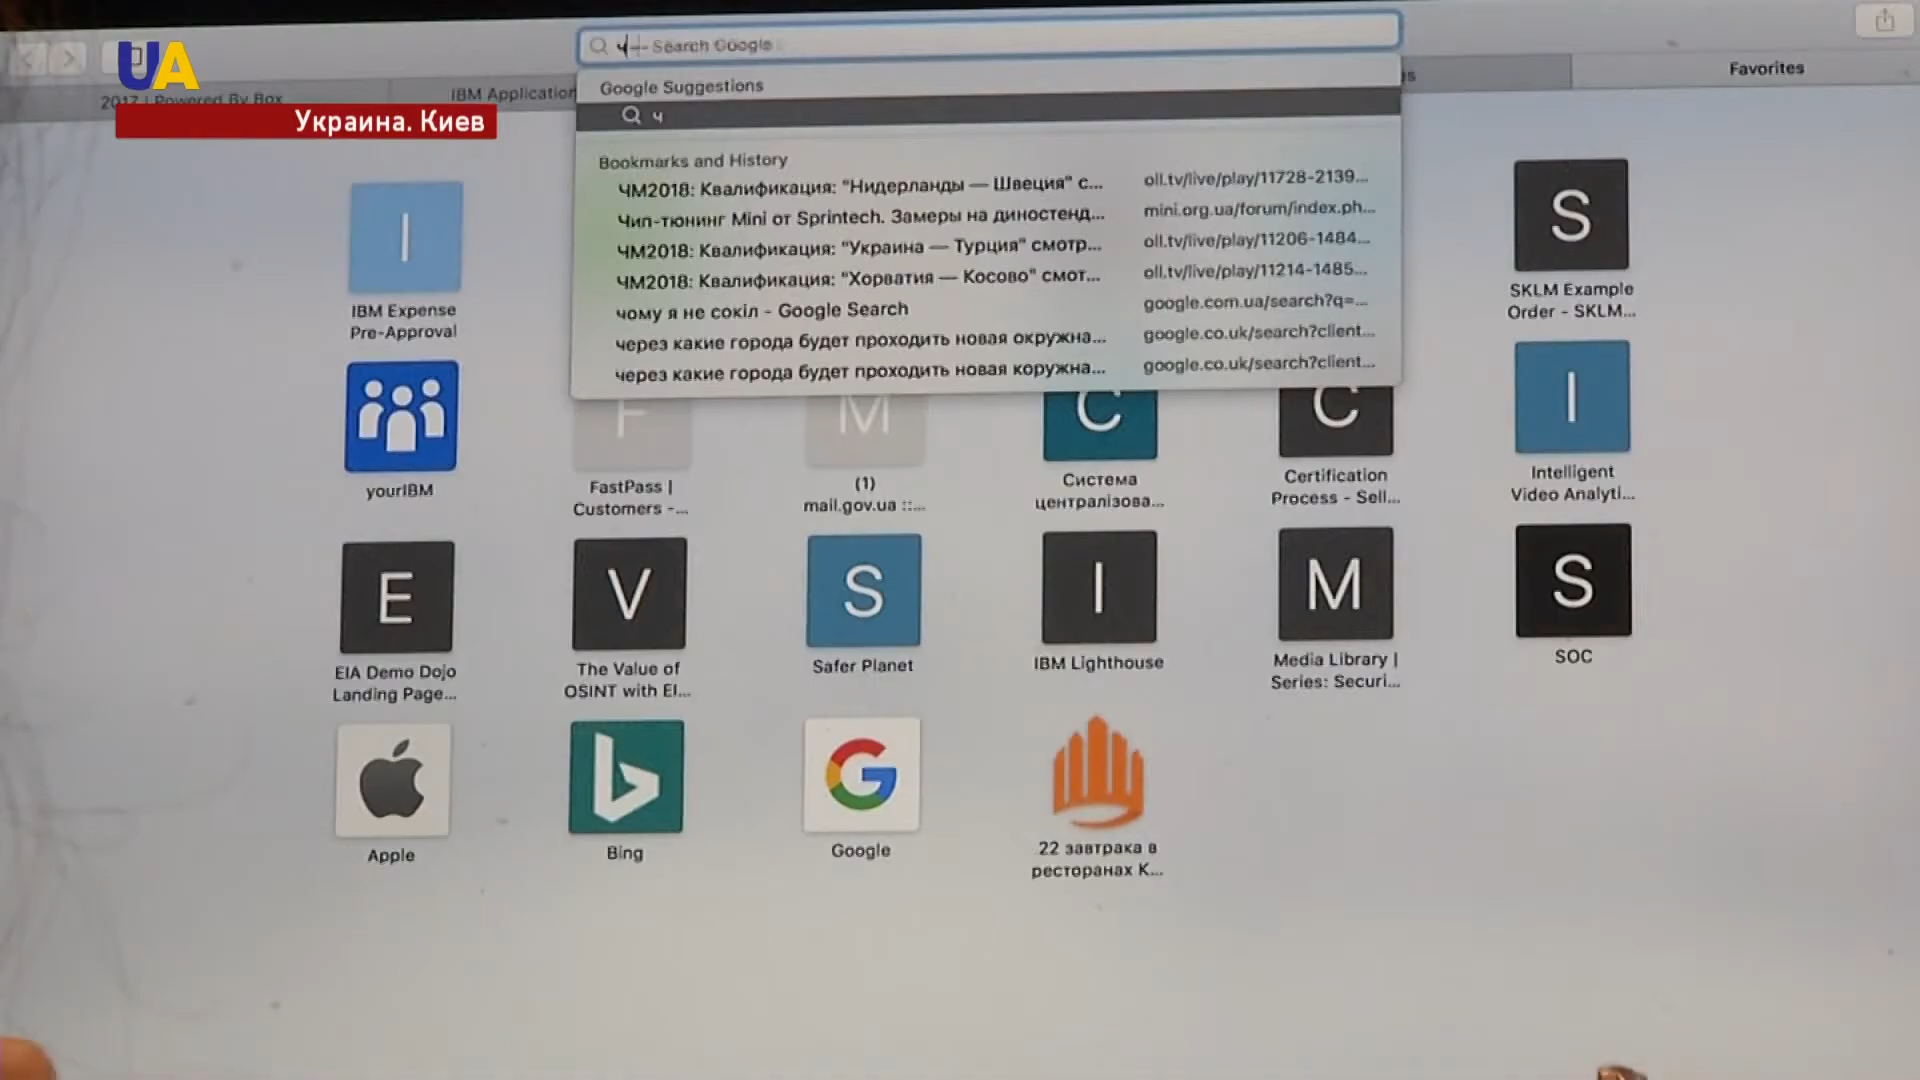 UA
Украина. Киев
ч — Search Google
Favorites
2017 | Powered By Box
IBM Application
Google Suggestions
ч
Bookmarks and History
ЧМ2018: Квалификация: "Нидерланды — Швеция" с... oll.tv/live/play/11728-2139...
Чип-тюнинг Mini от Sprintech. Замеры на диностенд... mini.org.ua/forum/index.ph...
ЧМ2018: Квалификация: "Украина — Турция" смотр... oll.tv/live/play/11206-1484...
ЧМ2018: Квалификация: "Хорватия — Косово" смот... oll.tv/live/play/11214-1485...
чому я не сокіл - Google Search google.com.ua/search?q=...
через какие города будет проходить новая окружна... google.co.uk/search?client...
через какие города будет проходить новая коружна... google.co.uk/search?client...
I
IBM Expense
Pre-Approval
S
SKLM Example
Order - SKLM...
yourIBM
F
FastPass |
Customers -...
M
(1)
mail.gov.ua ::...
C
Система
централізова...
C
Certification
Process - Sell...
I
Intelligent
Video Analyti...
E
EIA Demo Dojo
Landing Page...
V
The Value of
OSINT with EI...
S
Safer Planet
I
IBM Lighthouse
M
Media Library |
Series: Securi...
S
SOC
Apple
Bing
G
Google
22 завтрака в
ресторанах К...